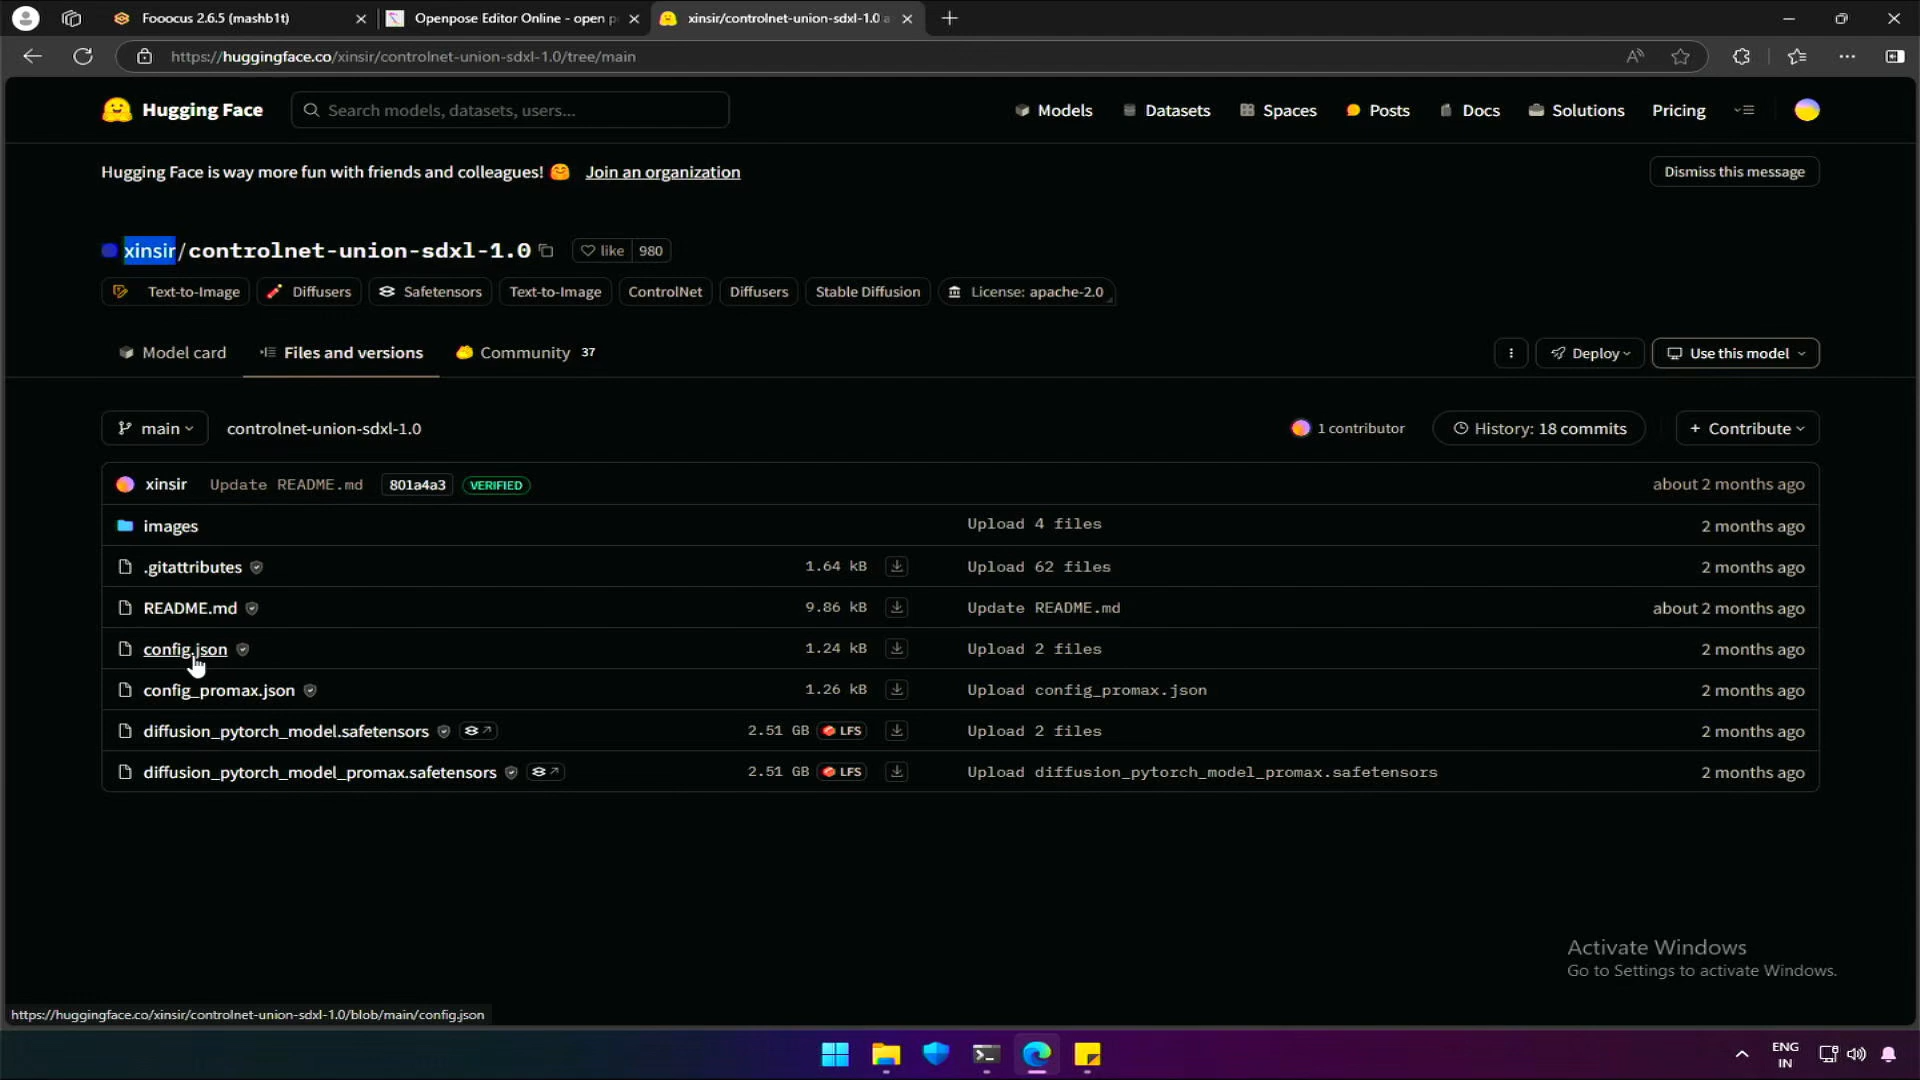 Fooocus 2.6.5 (mashb1t)
Openpose Editor Online - open p
xinsir/controlnet-union-sdxl-1.0 a
https://huggingface.co/xinsir/controlnet-union-sdxl-1.0/tree/main
Hugging Face
Search models, datasets, users...
Models
Datasets
Spaces
Posts
Docs
Solutions
Pricing
Hugging Face is way more fun with friends and colleagues! 🤗 Join an organization
Dismiss this message
xinsir/controlnet-union-sdxl-1.0
like 980
Text-to-Image
Diffusers
Safetensors
Text-to-Image
ControlNet
Diffusers
Stable Diffusion
License: apache-2.0
Model card
Files and versions
Community 37
Deploy
Use this model
main
controlnet-union-sdxl-1.0
1 contributor
History: 18 commits
+ Contribute
xinsir Update README.md 801a4a3 VERIFIED about 2 months ago
images Upload 4 files 2 months ago
.gitattributes 1.64 kB Upload 62 files 2 months ago
README.md 9.86 kB Update README.md about 2 months ago
config.json 1.24 kB Upload 2 files 2 months ago
config_promax.json 1.26 kB Upload config_promax.json 2 months ago
diffusion_pytorch_model.safetensors 2.51 GB LFS Upload 2 files 2 months ago
diffusion_pytorch_model_promax.safetensors 2.51 GB LFS Upload diffusion_pytorch_model_promax.safetensors 2 months ago
Activate Windows
Go to Settings to activate Windows.
https://huggingface.co/xinsir/controlnet-union-sdxl-1.0/blob/main/config.json
ENG
IN